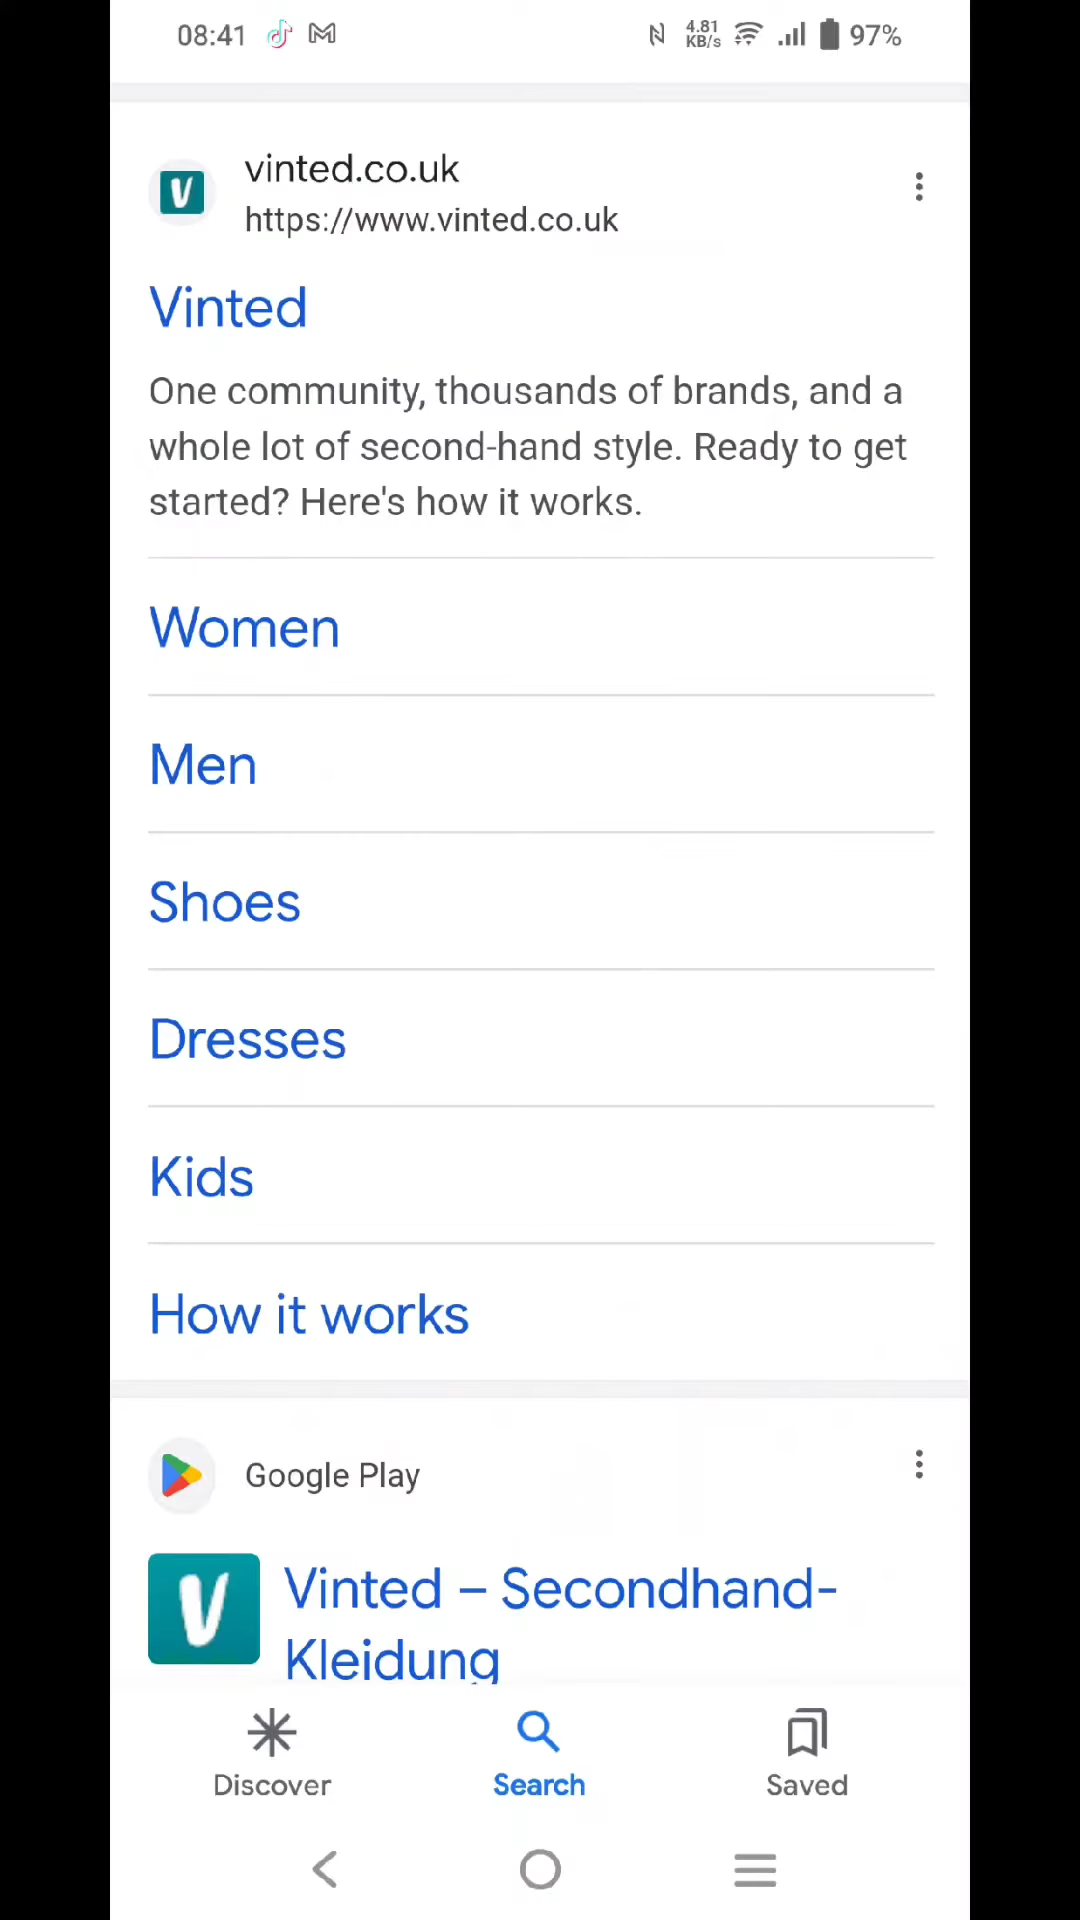 08:41
4.81
KB/s
97%
vinted.co.uk
https://www.vinted.co.uk
Vinted
One community, thousands of brands, and a
whole lot of second-hand style. Ready to get
started? Here's how it works.
Women
Men
Shoes
Dresses
Kids
How it works
Google Play
Vinted – Secondhand-
Kleidung
Discover
Search
Saved